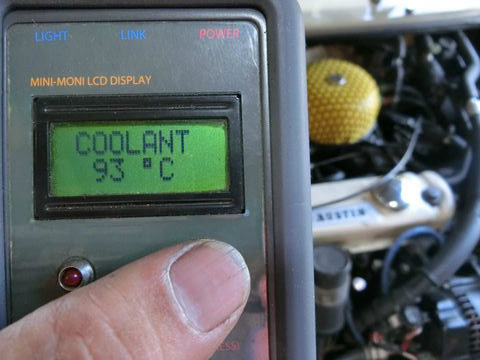 LIGHT LINK POWER
MINI-MONI LCD DISPLAY
COOLANT
93 °C
AUSTIN